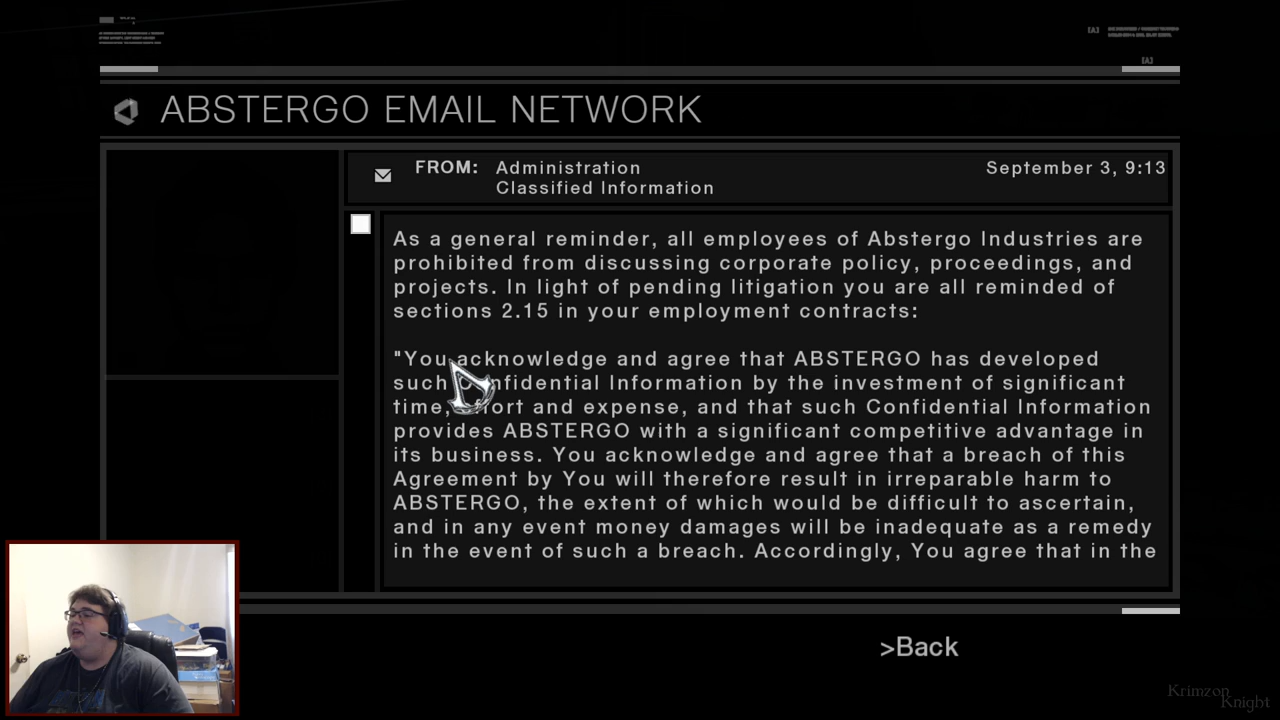 [A]
[A]
ABSTERGO EMAIL NETWORK
FROM: Administration September 3, 9:13
Classified Information
As a general reminder, all employees of Abstergo Industries are
prohibited from discussing corporate policy, proceedings, and
projects. In light of pending litigation you are all reminded of
sections 2.15 in your employment contracts:
"You acknowledge and agree that ABSTERGO has developed
such Confidential Information by the investment of significant
time, effort and expense, and that such Confidential Information
provides ABSTERGO with a significant competitive advantage in
its business. You acknowledge and agree that a breach of this
Agreement by You will therefore result in irreparable harm to
ABSTERGO, the extent of which would be difficult to ascertain,
and in any event money damages will be inadequate as a remedy
in the event of such a breach. Accordingly, You agree that in the
>Back
Krimzon
Knight